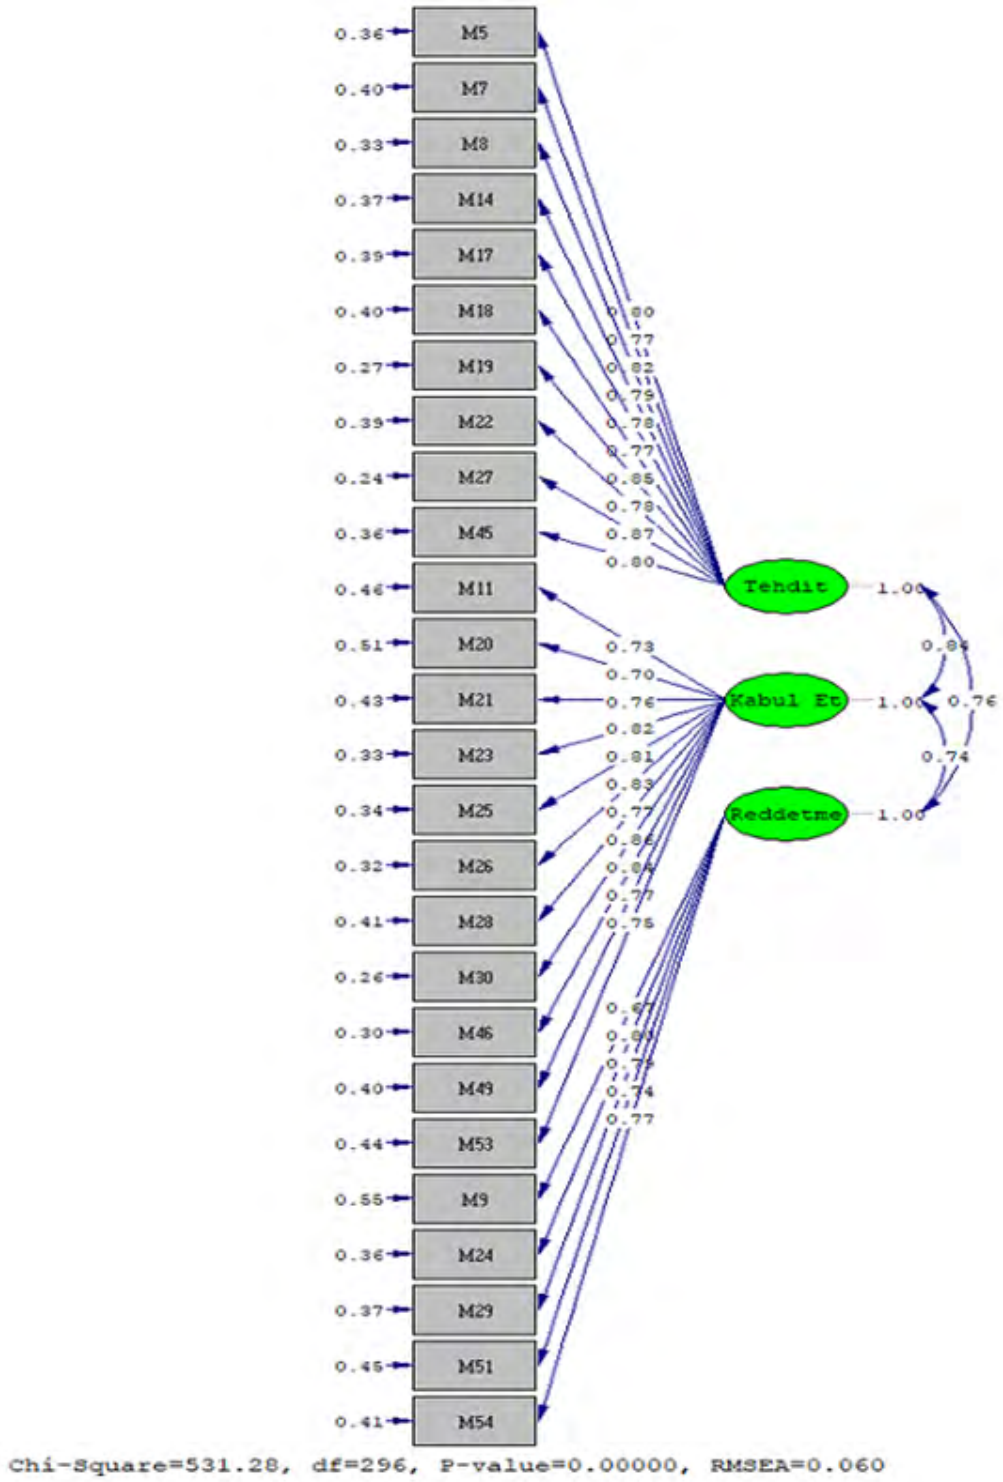 0.36 M5
0.40 M7
0.33 M8
0.37 M14
0.39 M17
0.40 M18
0.27 M19
0.39 M22
0.24 M27
0.36 M45
0.46 M11
0.51 M20
0.43 M21
0.33 M23
0.34 M25
0.32 M26
0.41 M28
0.26 M30
0.30 M46
0.40 M49
0.44 M53
0.55 M9
0.36 M24
0.37 M29
0.45 M51
0.41 M54
0.80
0.77
0.82
0.79
0.78
0.77
0.85
0.78
0.87
0.80
0.73
0.70
0.76
0.82
0.81
0.83
0.77
0.86
0.84
0.77
0.75
0.67
0.80
0.79
0.74
0.77
Tehdit 1.00
Kabul Et 1.00
Reddetme 1.00
0.76
0.74
Chi-Square=531.28, df=296, P-value=0.00000, RMSEA=0.060